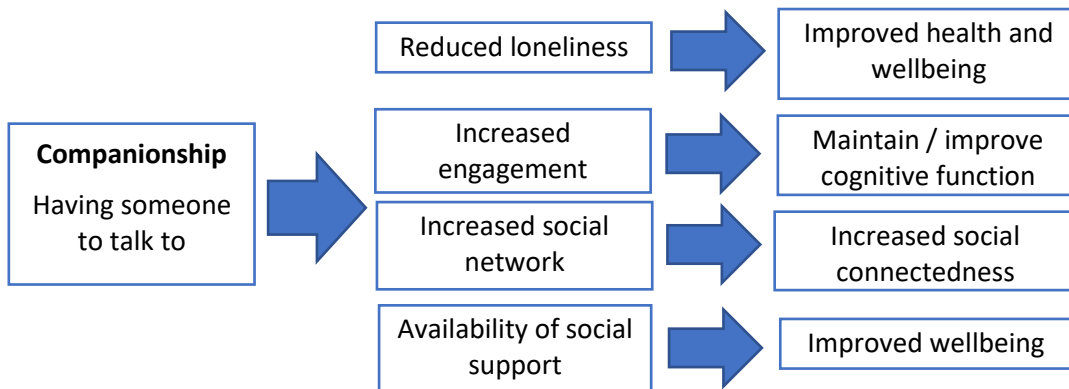 Companionship
Having someone
to talk to
Reduced loneliness
Improved health and
wellbeing
Increased
engagement
Maintain / improve
cognitive function
Increased social
network
Increased social
connectedness
Availability of social
support
Improved wellbeing